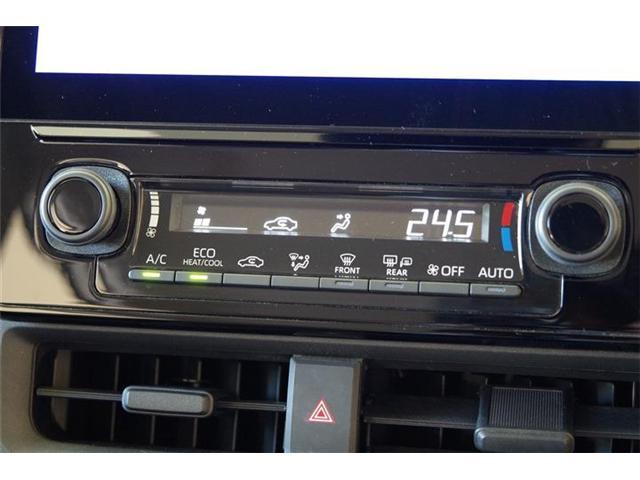 24.5
A/C
ECO
HEAT/COOL
FRONT
REAR
OFF
AUTO